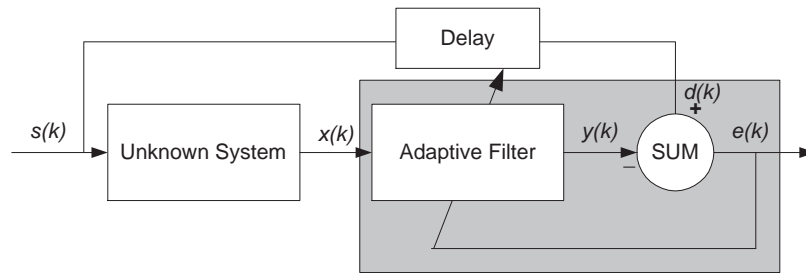 Delay
d(k)
+
s(k)
Unknown System
x(k)
Adaptive Filter
y(k)
–
SUM
e(k)